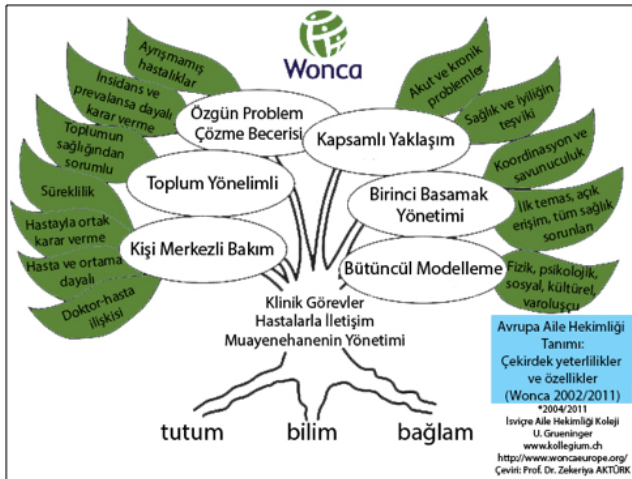 Wonca
Ayrışmamış
hastalıklar
İnsidans ve
prevalansa dayalı
karar verme
Toplumun
sağlığından
sorumlu
Süreklilik
Hastayla ortak
karar verme
Hasta ve ortama
dayalı
Doktor-hasta
ilişkisi
Özgün Problem
Çözme Becerisi
Toplum Yönelimli
Kişi Merkezli Bakım
Kapsamlı Yaklaşım
Birinci Basamak
Yönetimi
Bütüncül Modelleme
Akut ve kronik
problemler
Sağlık ve iyiliğin
teşviki
Koordinasyon ve
savunuculuk
İlk temas, açık
erişim, tüm sağlık
sorunları
Fizik, psikolojik,
sosyal, kültürel,
varoluşçu
Klinik Görevler
Hastalarla İletişim
Muayenehanenin Yönetimi
tutum
bilim
bağlam
Avrupa Aile Hekimliği
Tanımı:
Çekirdek yeterlilikler
ve özellikler
(Wonca 2002/2011)
*2004/2011
İsviçre Aile Hekimliği Koleji
U. Grueninger
www.kollegium.ch
http://www.woncaeurope.org/
Çeviri: Prof. Dr. Zekeriya AKTÜRK